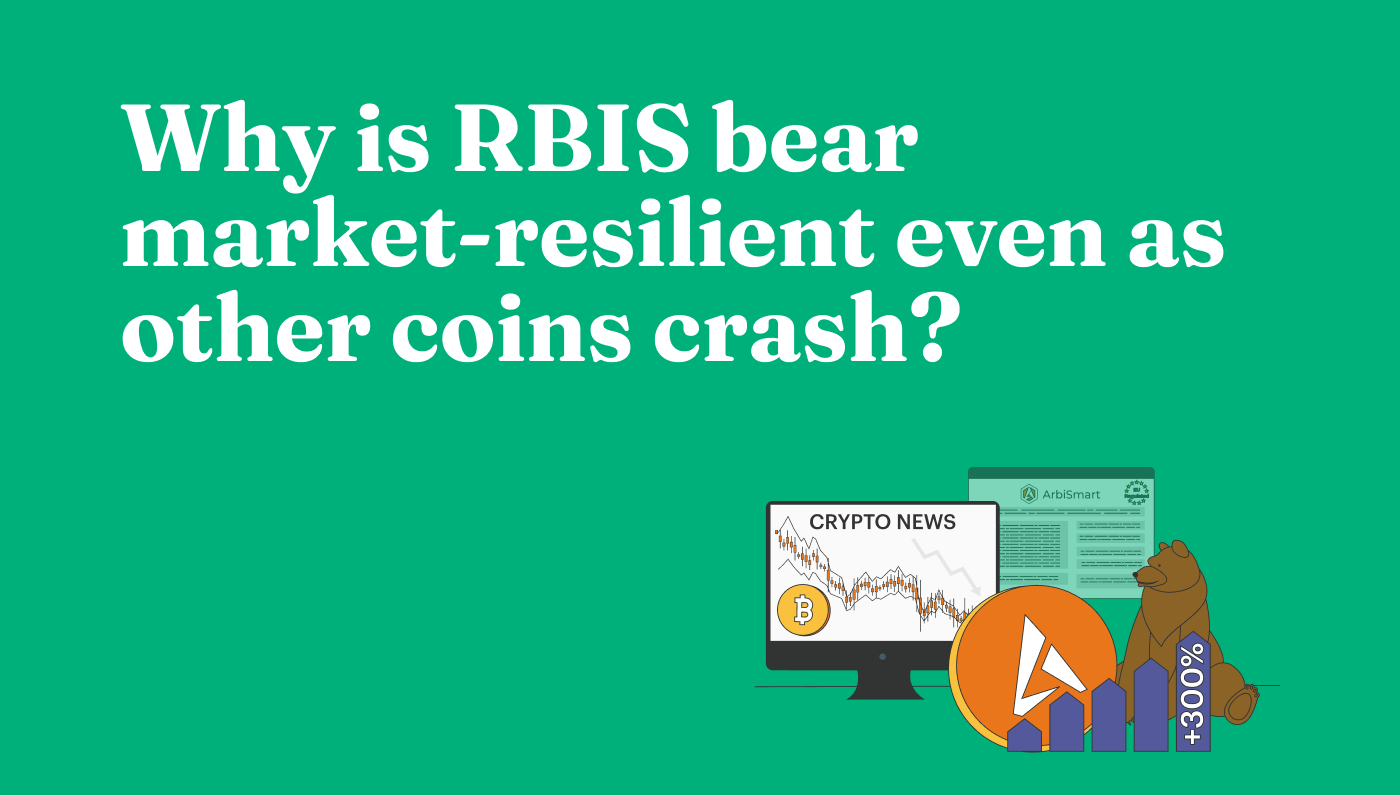 Why is RBIS bear
market-resilient even as
other coins crash?
CRYPTO NEWS
ArbiSmart
EU
Regulated
+300%